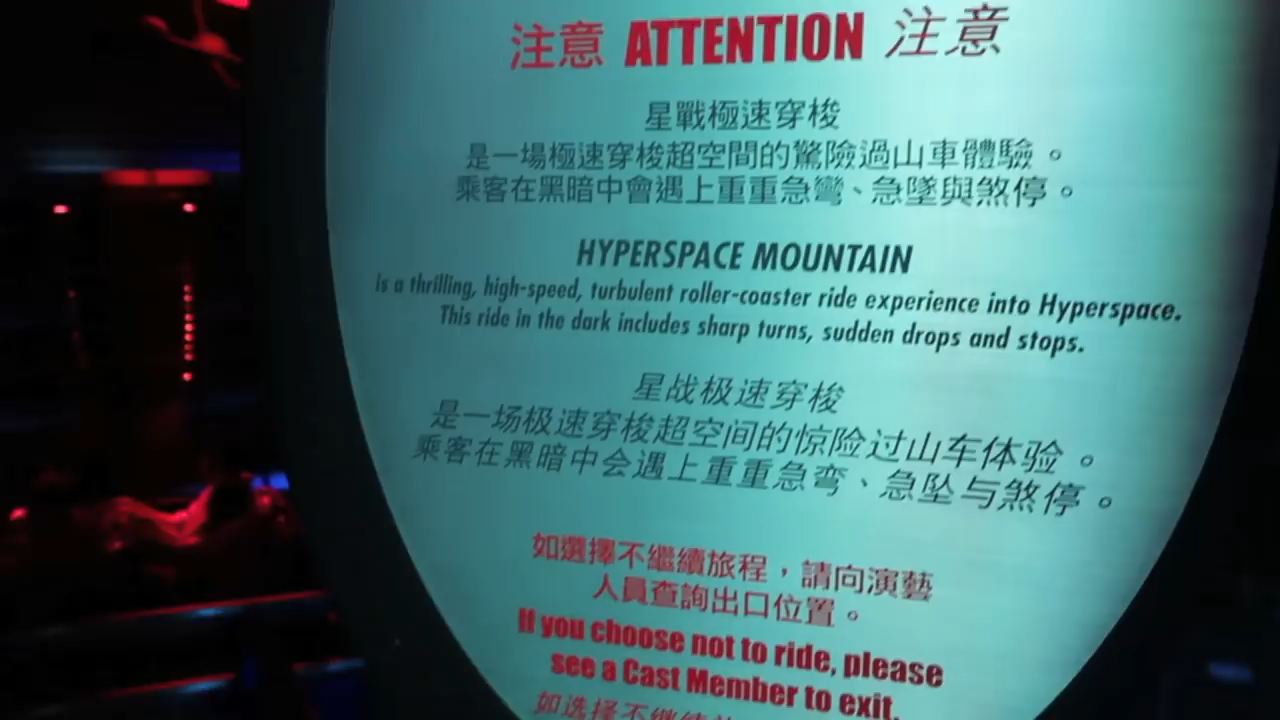 注意 ATTENTION 注意
星戰極速穿梭
是一場極速穿梭超空間的驚險過山車體驗。
乘客在黑暗中會遇上重重急彎、急墜與煞停。
HYPERSPACE MOUNTAIN
is a thrilling, high-speed, turbulent roller-coaster ride experience into Hyperspace.
This ride in the dark includes sharp turns, sudden drops and stops.
星战极速穿梭
是一场极速穿梭超空间的惊险过山车体验。
乘客在黑暗中会遇上重重急弯、急坠与煞停。
如選擇不繼續旅程，請向演藝
人員查詢出口位置。
If you choose not to ride, please
see a Cast Member to exit.
如选择不继续